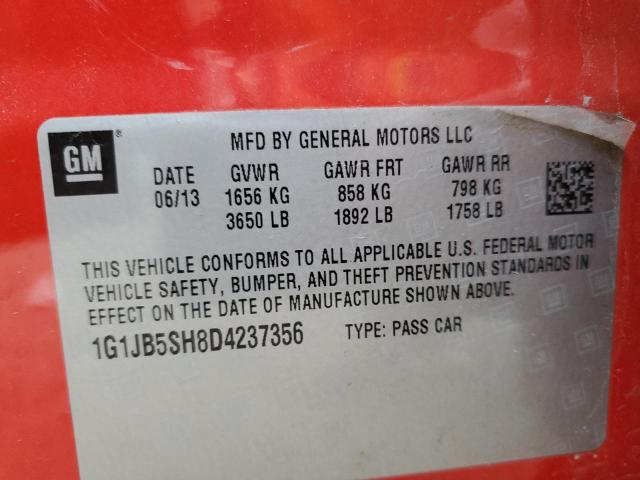 GM ®
MFD BY GENERAL MOTORS LLC
DATE GVWR GAWR FRT GAWR RR
06/13 1656 KG 858 KG 798 KG
3650 LB 1892 LB 1758 LB
THIS VEHICLE CONFORMS TO ALL APPLICABLE U.S. FEDERAL MOTOR
VEHICLE SAFETY, BUMPER, AND THEFT PREVENTION STANDARDS IN
EFFECT ON THE DATE OF MANUFACTURE SHOWN ABOVE.
1G1JB5SH8D4237356 TYPE: PASS CAR